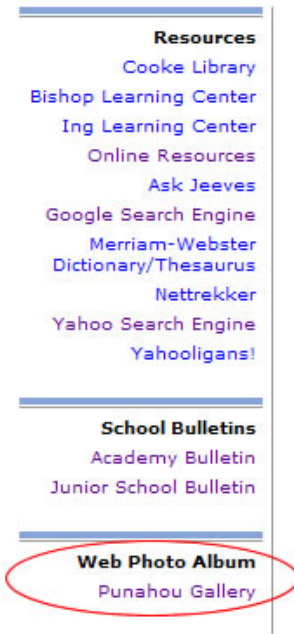 Resources
Cooke Library
Bishop Learning Center
Ing Learning Center
Online Resources
Ask Jeeves
Google Search Engine
Merriam-Webster
Dictionary/Thesaurus
Nettrekker
Yahoo Search Engine
Yahooligans!
School Bulletins
Academy Bulletin
Junior School Bulletin
Web Photo Album
Punahou Gallery